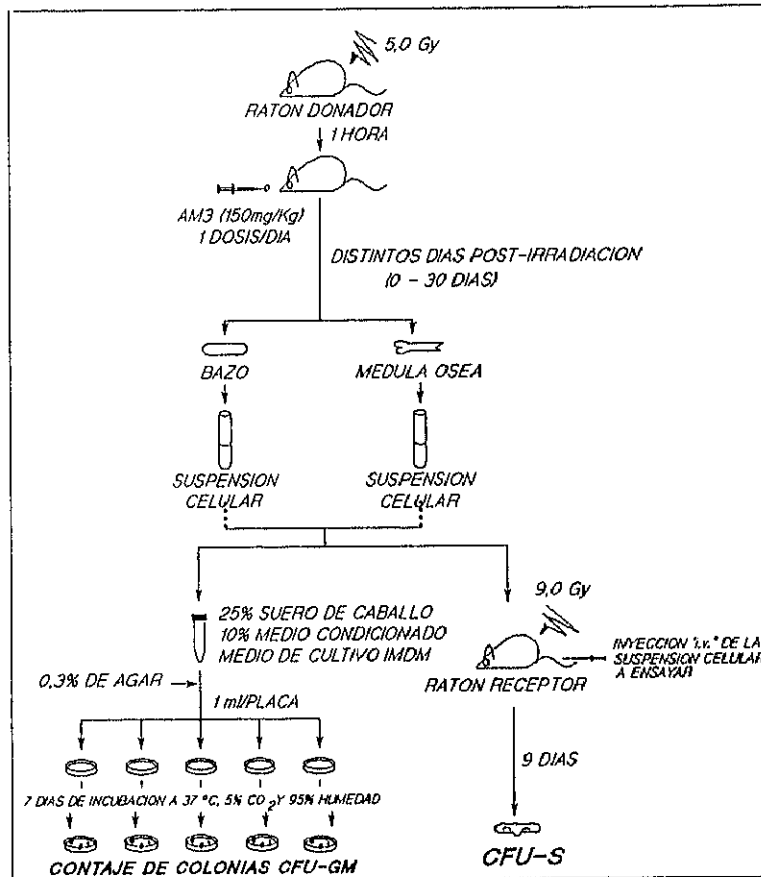 5,0 Gy
RATON DONADOR
1 HORA
AM3 (150mg/Kg)
1 DOSIS/DIA
DISTINTOS DIAS POST-IRRADIACION
(0 - 30 DIAS)
BAZO
MEDULA OSEA
SUSPENSION
CELULAR
SUSPENSION
CELULAR
25% SUERO DE CABALLO
10% MEDIO CONDICIONADO
MEDIO DE CULTIVO IMDM
0,3% DE AGAR
1 ml/PLACA
9,0 Gy
INYECCION "i.v." DE LA
SUSPENSION CELULAR
A ENSAYAR
RATON RECEPTOR
9 DIAS
7 DIAS DE INCUBACION A 37 °C, 5% CO2 Y 95% HUMEDAD
CONTAJE DE COLONIAS CFU-GM
CFU-S